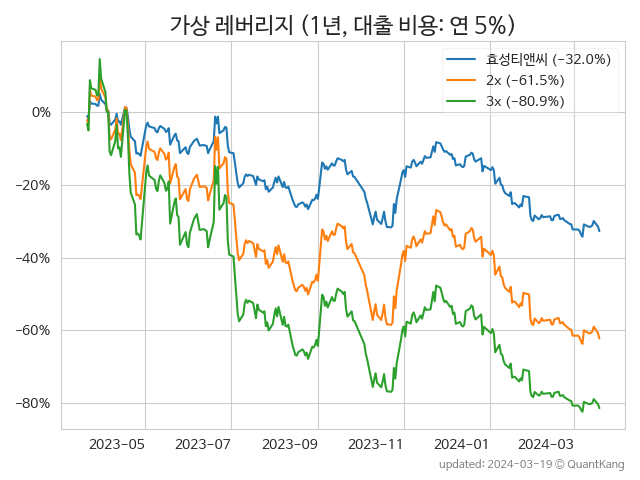 가상 레버리지 (1년, 대출 비용: 연 5%)
효성티앤씨 (−32.0%)
2x (−61.5%)
3x (−80.9%)
0%
−20%
−40%
−60%
−80%
2023-05 2023-07 2023-09 2023-11 2024-01 2024-03
updated: 2024-03-19 © QuantKang